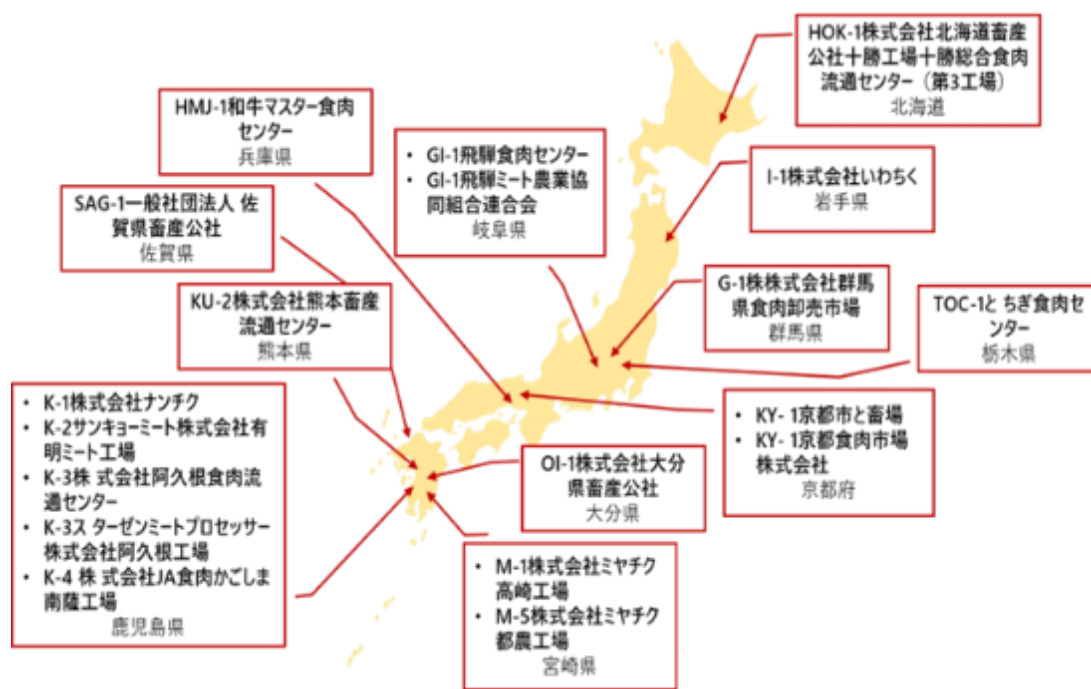 HOK-1株式会社北海道畜産
公社十勝工場十勝総合食肉
流通センター（第3工場）
北海道
HMJ-1和牛マスター食肉
センター
兵庫県
• GI-1飛騨食肉センター
• GI-1飛騨ミート農業協
同組合連合会
岐阜県
I-1株式会社いわちく
岩手県
SAG-1一般社団法人 佐
賀県畜産公社
佐賀県
G-1株株式会社群馬
県食肉卸売市場
群馬県
TOC-1と ちぎ食肉セ
ンター
栃木県
KU-2株式会社熊本畜産
流通センター
熊本県
• K-1株式会社ナンチク
• K-2サンキョーミート株式会社有
明ミート工場
• K-3株 式会社阿久根食肉流
通センター
• K-3ス ターゼンミートプロセッサー
株式会社阿久根工場
• K-4 株 式会社JA食肉かごしま
南薩工場
鹿児島県
• KY- 1京都市と畜場
• KY- 1京都食肉市場
株式会社
京都府
OI-1株式会社大分
県畜産公社
大分県
• M-1株式会社ミヤチク
高崎工場
• M-5株式会社ミヤチク
都農工場
宮崎県